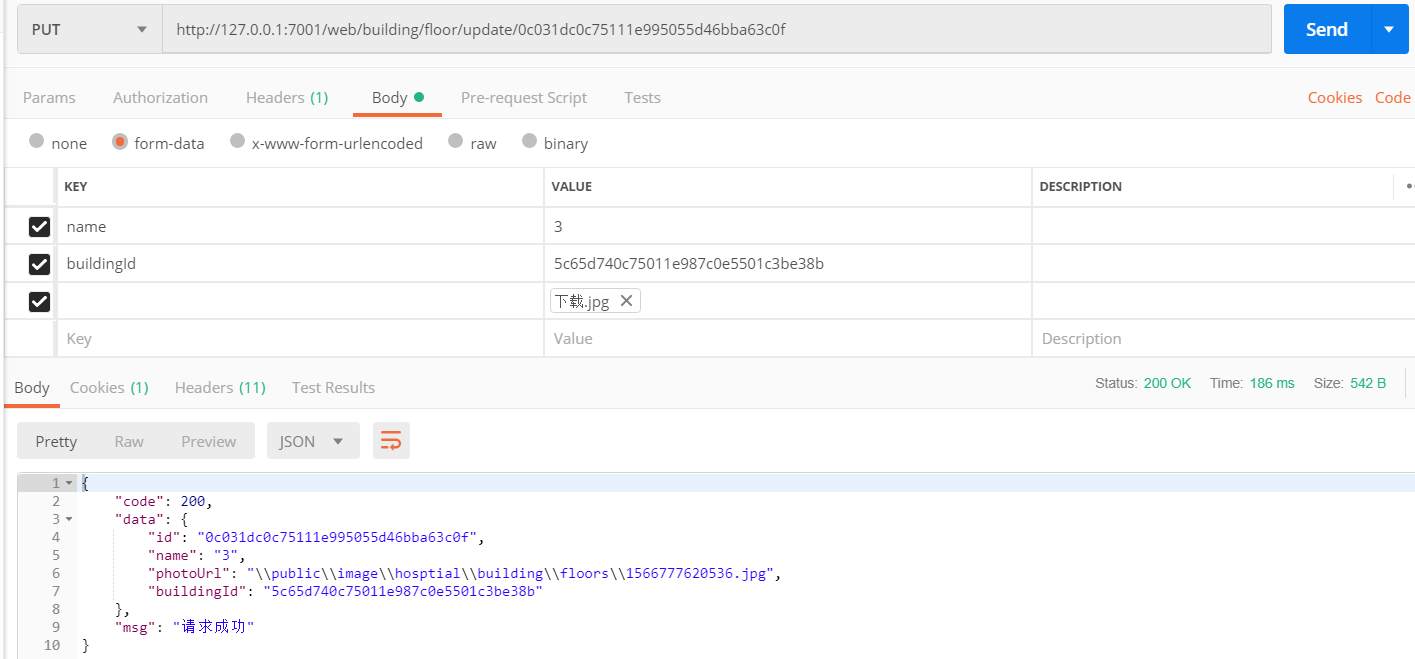 PUT http://127.0.0.1:7001/web/building/floor/update/0c031dc0c75111e995055d46bba63c0f Send
Params Authorization Headers (1) Body Pre-request Script Tests Cookies Code
none form-data x-www-form-urlencoded raw binary
KEY VALUE DESCRIPTION
name 3
buildingId 5c65d740c75011e987c0e5501c3be38b
下载.jpg
Key Value Description
Body Cookies (1) Headers (11) Test Results Status: 200 OK Time: 186 ms Size: 542 B
Pretty Raw Preview JSON
1 {
2 "code": 200,
3 "data": {
4 "id": "0c031dc0c75111e995055d46bba63c0f",
5 "name": "3",
6 "photoUrl": "\\public\\image\\hosptial\\building\\floors\\1566777620536.jpg",
7 "buildingId": "5c65d740c75011e987c0e5501c3be38b"
8 },
9 "msg": "请求成功"
10 }